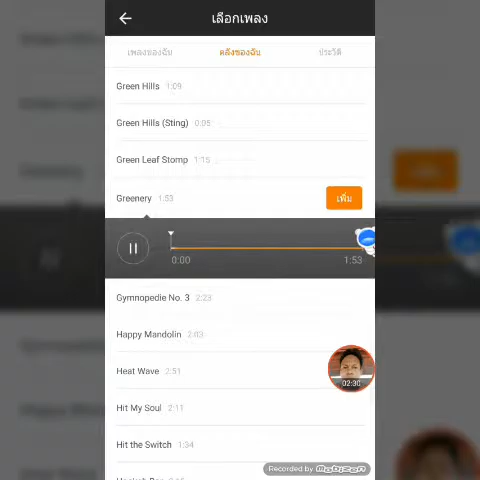 เลือกเพลง
เพลงของฉัน คลังของฉัน ประวัติ
Green Hills 1:09
Green Hills (Sting) 0:05
Green Leaf Stomp 1:15
Greenery 1:53 เพิ่ม
0:00 1:53
Gymnopedie No. 3 2:23
Happy Mandolin 2:03
Heat Wave 2:51
02:30
Hit My Soul 2:11
Hit the Switch 1:34
Recorded by mobizen